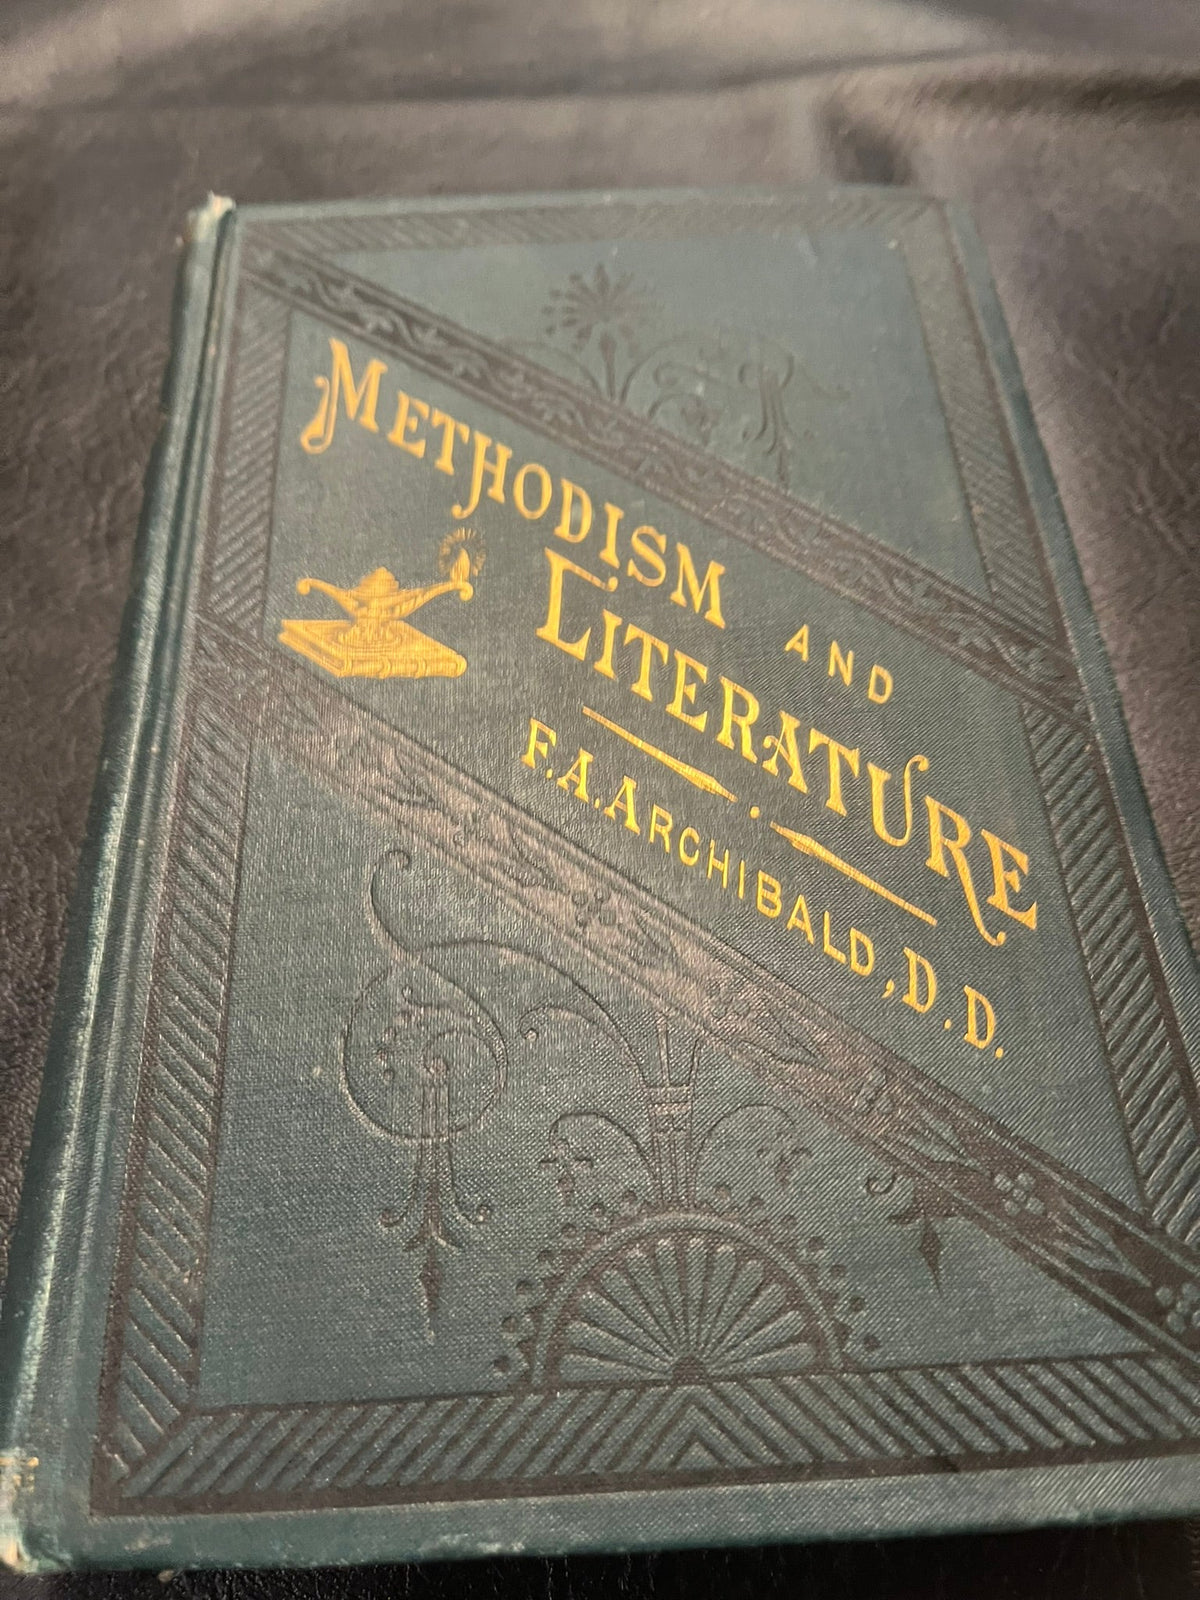 METHODISM
AND
LITERATURE
F. A. ARCHIBALD, D. D.